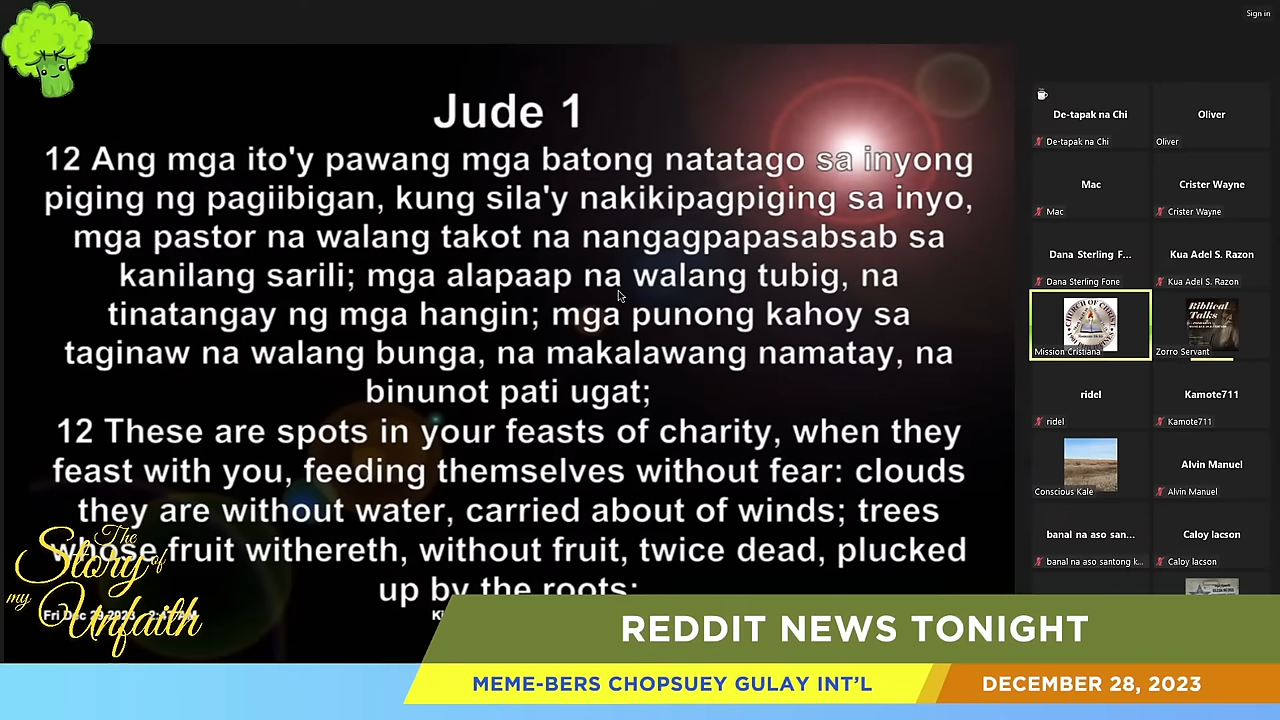 Sign in
Jude 1
12 Ang mga ito'y pawang mga batong natatago sa inyong
piging ng pagiibigan, kung sila'y nakikipagpiging sa inyo,
mga pastor na walang takot na nangagpapasabsab sa
kanilang sarili; mga alapaap na walang tubig, na
tinatangay ng mga hangin; mga punong kahoy sa
taginaw na walang bunga, na makalawang namatay, na
binunot pati ugat;
12 These are spots in your feasts of charity, when they
feast with you, feeding themselves without fear: clouds
they are without water, carried about of winds; trees
whose fruit withereth, without fruit, twice dead, plucked
up by the roots;
Fri Dec 29 2023
The
Story of
my Unfaith
De-tapak na Chi
De-tapak na Chi
Oliver
Oliver
Mac
Mac
Crister Wayne
Crister Wayne
Dana Sterling F...
Dana Sterling Fone
Kua Adel S. Razon
Kua Adel S. Razon
Mission Cristiana
Biblical
Talks
Zorro Servant
ridel
ridel
Kamote711
Kamote711
Conscious Kale
Alvin Manuel
Alvin Manuel
banal na aso san...
banal na aso santong k...
Caloy lacson
Caloy lacson
REDDIT NEWS TONIGHT
MEME-BERS CHOPSUEY GULAY INT'L
DECEMBER 28, 2023